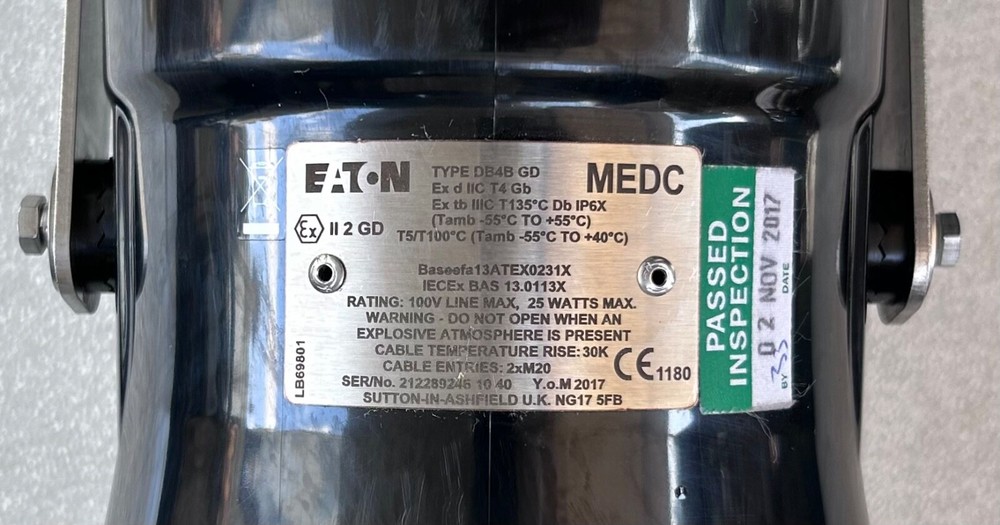 EATON
TYPE DB4B GD
MEDC
Ex d IIC T4 Gb
Ex tb IIIC T135°C Db IP6X
(Tamb -55°C TO +55°C)
Ex II 2 GD
T5/T100°C (Tamb -55°C TO +40°C)
Baseefa13ATEX0231X
IECEx BAS 13.0113X
RATING: 100V LINE MAX, 25 WATTS MAX.
WARNING - DO NOT OPEN WHEN AN
EXPLOSIVE ATMOSPHERE IS PRESENT
CABLE TEMPERATURE RISE: 30K
CABLE ENTRIES: 2xM20
CE 1180
SER/No. 212289246 10 40 Y.o.M 2017
SUTTON-IN-ASHFIELD U.K. NG17 5FB
LB69801
PASSED
INSPECTION
0 2 NOV 2017
BY
DATE